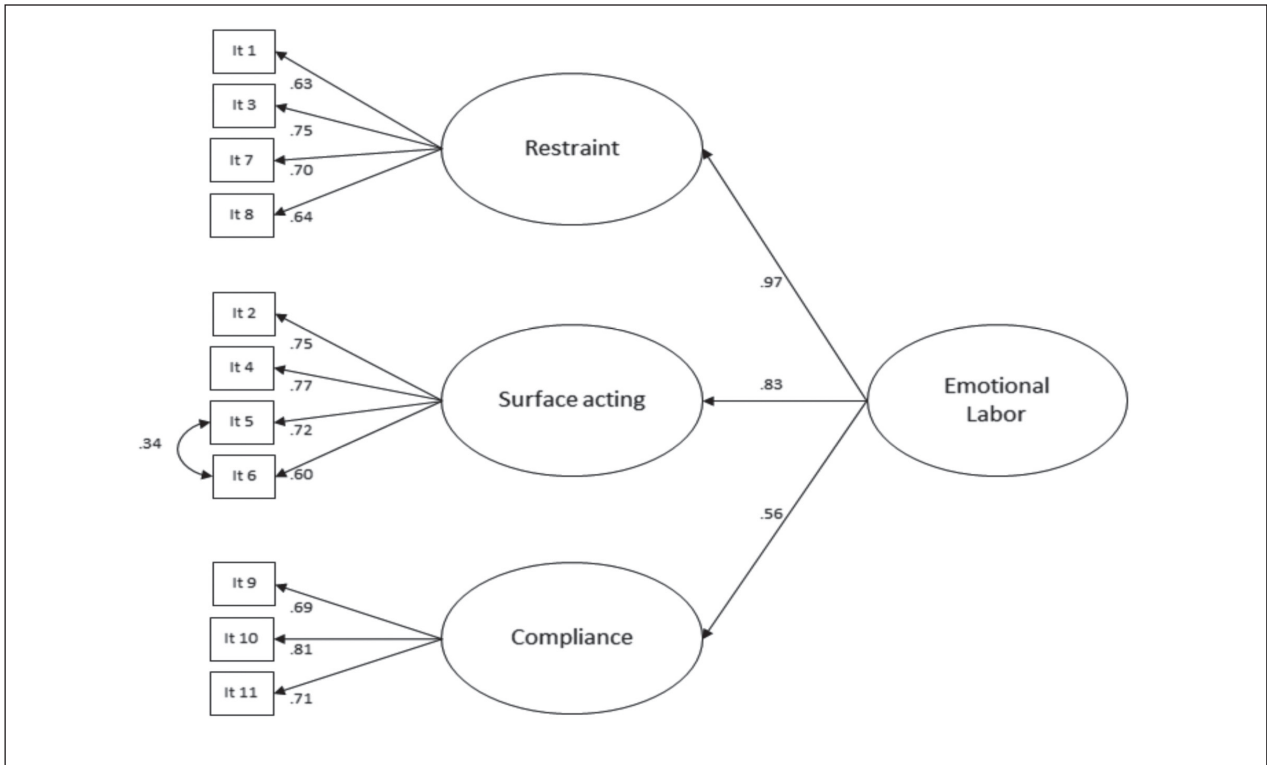 It 1
.63
It 3
.75
It 7
.70
It 8
.64
Restraint
.97
It 2
.75
It 4
.77
It 5
.72
It 6
.60
.34
Surface acting
.83
Emotional
Labor
.56
It 9
.69
It 10
.81
It 11
.71
Compliance